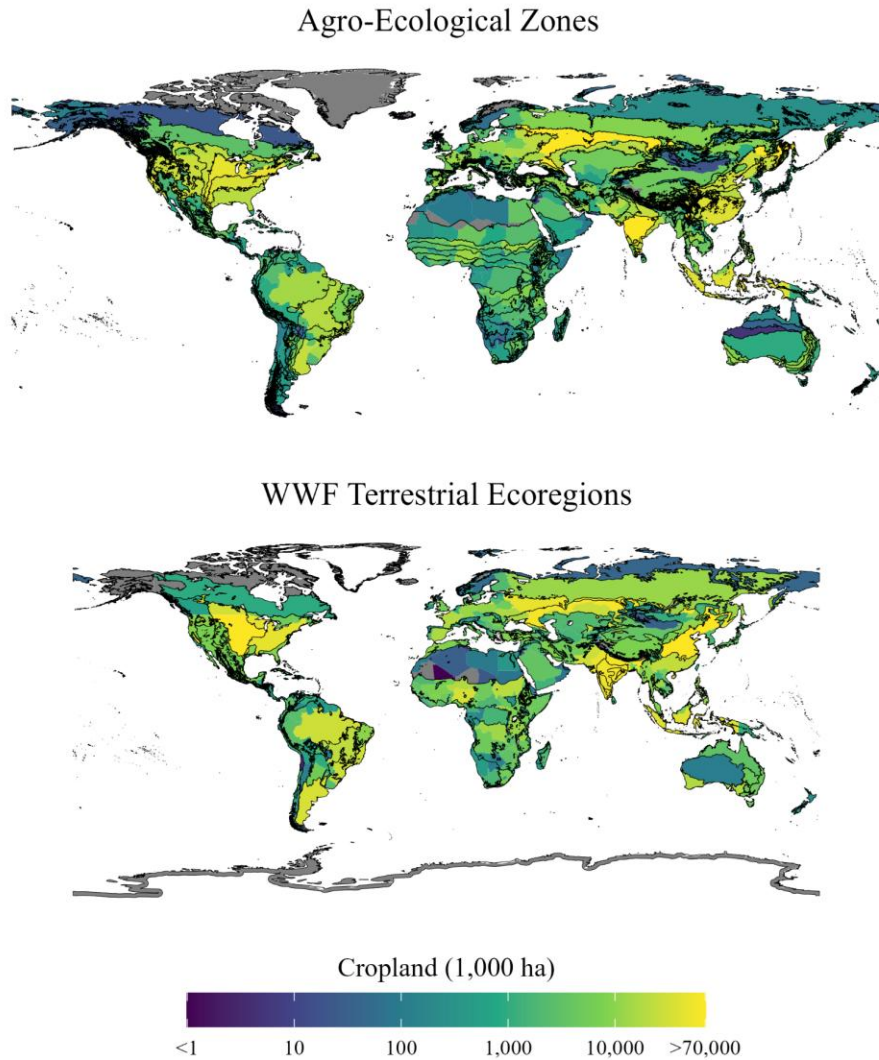 Agro-Ecological Zones
WWF Terrestrial Ecoregions
Cropland (1,000 ha)
<1 10 100 1,000 10,000 >70,000